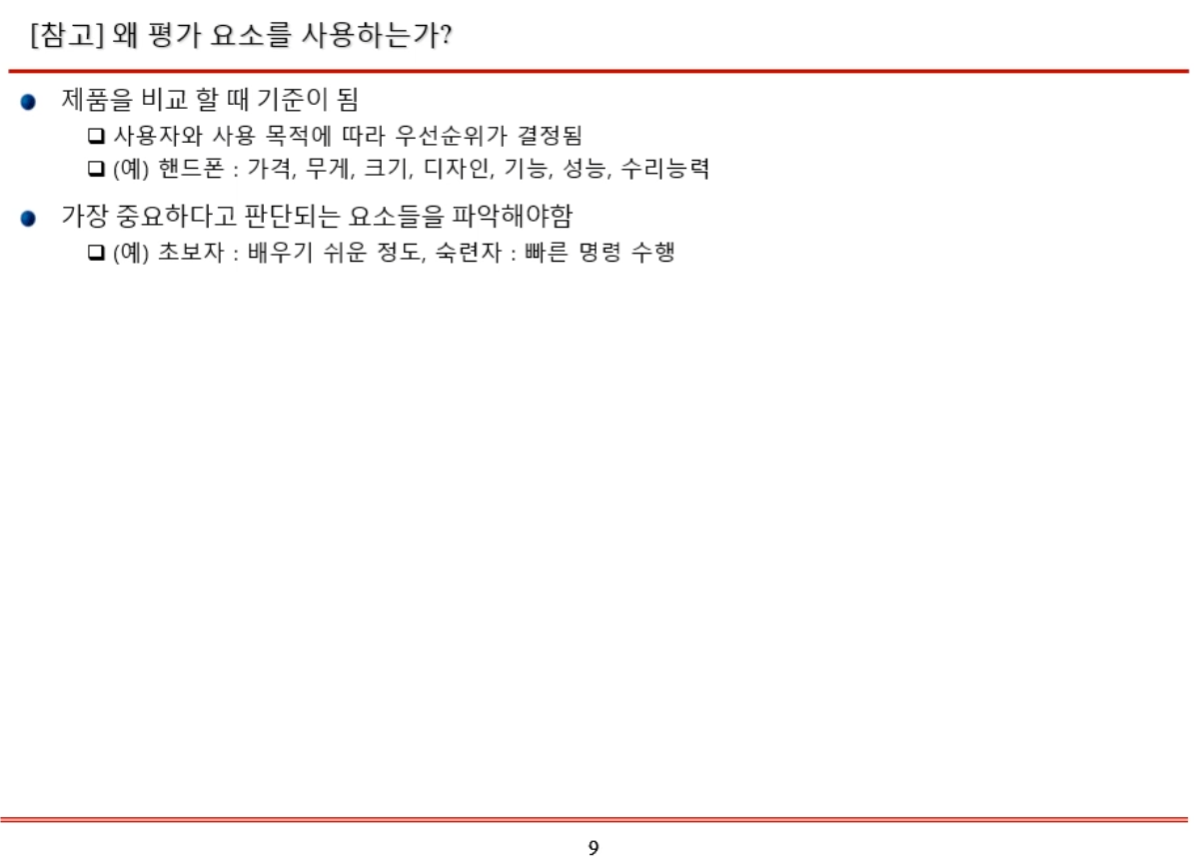 [참고] 왜 평가 요소를 사용하는가?
제품을 비교 할 때 기준이 됨
사용자와 사용 목적에 따라 우선순위가 결정됨
(예) 핸드폰 : 가격, 무게, 크기, 디자인, 기능, 성능, 수리능력
가장 중요하다고 판단되는 요소들을 파악해야함
(예) 초보자 : 배우기 쉬운 정도, 숙련자 : 빠른 명령 수행
9